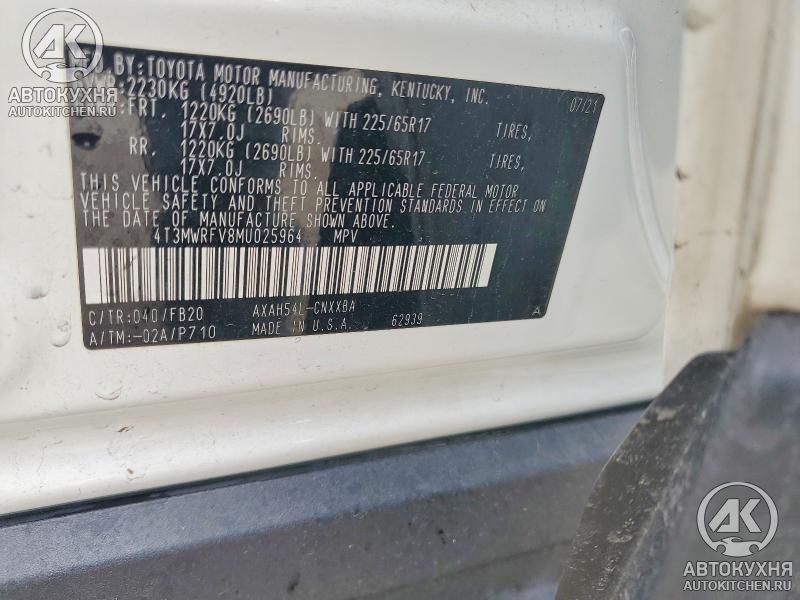 BY: TOYOTA MOTOR MANUFACTURING, KENTUCKY, INC.
2230KG (4920LB) 07/21
FRT. 1220KG (2690LB) WITH 225/65R17 TIRES,
17X7.0J RIMS.
RR. 1220KG (2690LB) WITH 225/65R17 TIRES,
17X7.0J RIMS.
THIS VEHICLE CONFORMS TO ALL APPLICABLE FEDERAL MOTOR
VEHICLE SAFETY AND THEFT PREVENTION STANDARDS IN EFFECT ON
THE DATE OF MANUFACTURE SHOWN ABOVE.
4T3MWRFV8MU025964 MPV
C/TR:040/FB20 AXAH54L-CNXXBA
A/TM:-02A/P710 MADE IN U.S.A. 62939 A
AK
АВТОКУХНЯ
AUTOKITCHEN.RU
AK
АВТОКУХНЯ
AUTOKITCHEN.RU